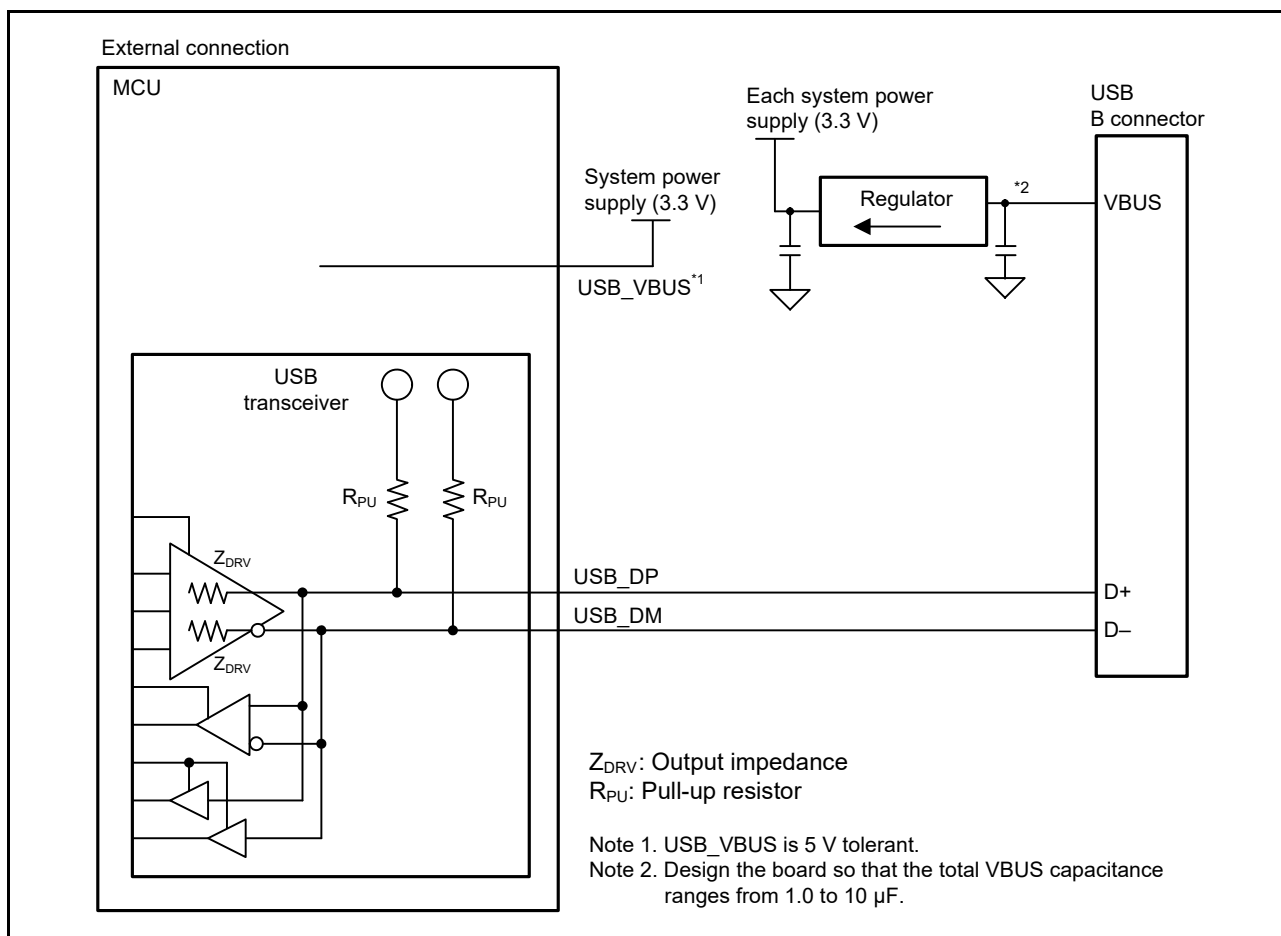 External connection
MCU
Each system power
supply (3.3 V)
USB
B connector
System power
supply (3.3 V)
*2
Regulator
VBUS
USB_VBUS*1
USB
transceiver
RPU
RPU
ZDRV
USB_DP
D+
USB_DM
D–
ZDRV
ZDRV: Output impedance
RPU: Pull-up resistor
Note 1. USB_VBUS is 5 V tolerant.
Note 2. Design the board so that the total VBUS capacitance
ranges from 1.0 to 10 µF.